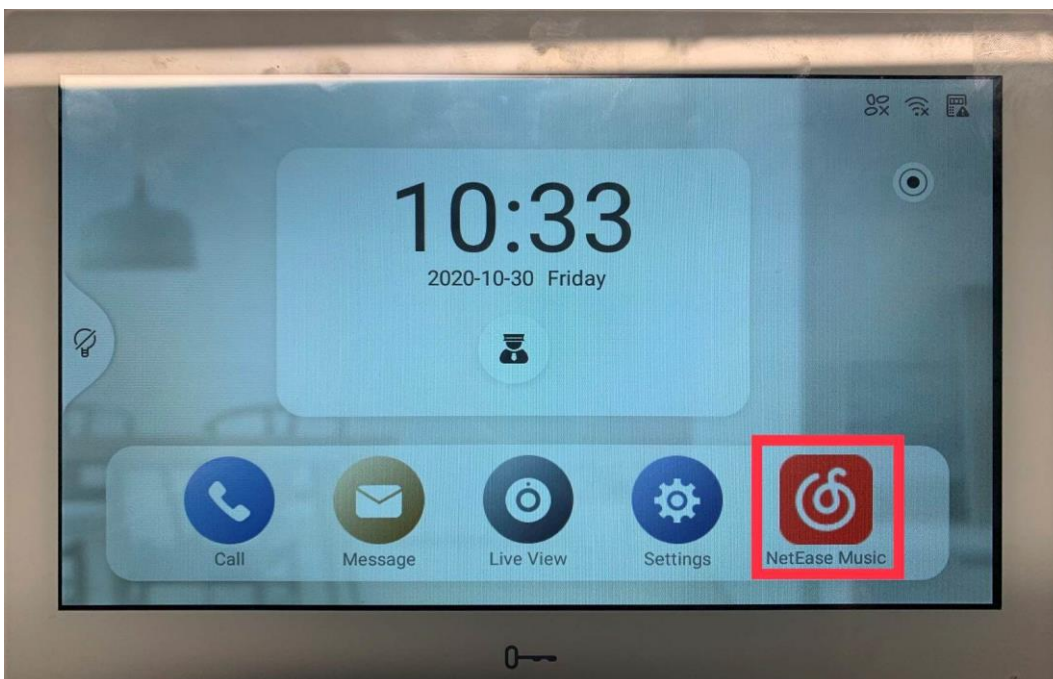 10:33
2020-10-30 Friday
Call
Message
Live View
Settings
NetEase Music